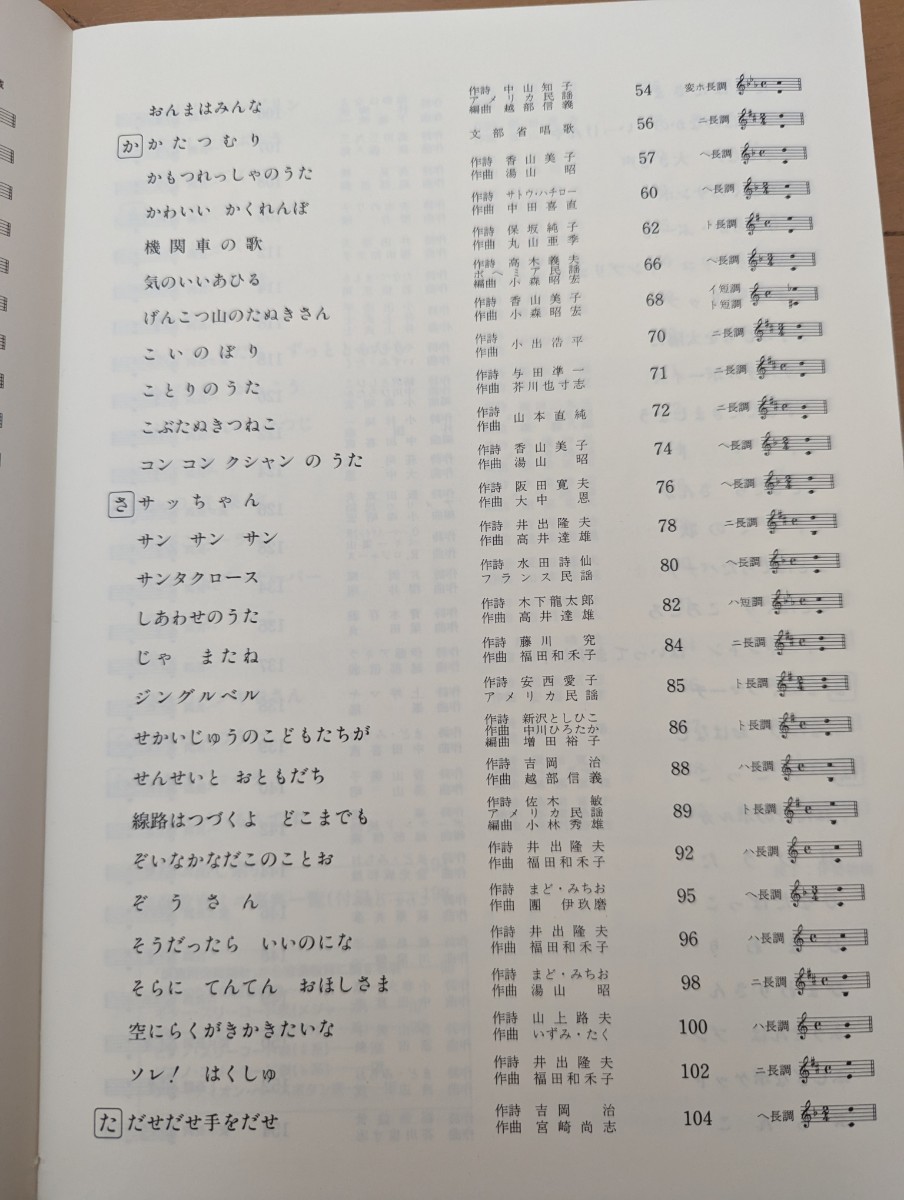 おんまはみんな 作詩 中山知子 アメリカ民謡 編曲 越部信義 54 変ホ長調
か かたつむり 文部省唱歌 56 ニ長調
かもつれっしゃのうた 作詩 香山美子 作曲 湯山 昭 57 ヘ長調
かわいい かくれんぼ 作詩 サトウ・ハチロー 作曲 中田喜直 60 ヘ長調
機関車の歌 作詩 保坂純子 作曲 丸山亜季 62 ト長調
気のいいあひる 作詩 高木義夫 ボヘミア民謡 編曲 小森昭宏 66 ヘ長調
げんこつ山のたぬきさん 作詩 香山美子 作曲 小森昭宏 68 イ短調 ト短調
こいのぼり 作詩 作曲 小出浩平 70 ニ長調
ことりのうた 作詩 与田凖一 作曲 芥川也寸志 71 ニ長調
こぶたぬきつねこ 作詩 作曲 山本直純 72 ニ長調
コン コン クシャン の うた 作詩 香山美子 作曲 湯山 昭 74 ヘ長調
さ サッちゃん 作詩 阪田寛夫 作曲 大中 恩 76 ヘ長調
サン サン サン 作詩 井出隆夫 作曲 高井達雄 78 ニ長調
サンタクロース 作詩 水田詩仙 フランス民謡 80 ヘ長調
しあわせのうた 作詩 木下龍太郎 作曲 高井達雄 82 ハ短調
じゃ またね 作詩 藤川 究 作曲 福田和禾子 84 ニ長調
ジングルベル 作詩 安西愛子 アメリカ民謡 85 ト長調
せかいじゅうのこどもたちが 作詩 新沢としひこ 作曲 中川ひろたか 編曲 増田裕子 86 ト長調
せんせいと おともだち 作詩 吉岡 治 作曲 越部信義 88 ハ長調
線路はつづくよ どこまでも 作詩 佐木 敏 アメリカ民謡 編曲 小林秀雄 89 ト長調
ぞいなかなだこのことお 作詩 井出隆夫 作曲 福田和禾子 92 ハ長調
ぞうさん 作詩 まど・みちお 作曲 團 伊玖磨 95 ヘ長調
そうだったら いいのにな 作詩 井出隆夫 作曲 福田和禾子 96 ハ長調
そらに てんてん おほしさま 作詩 まど・みちお 作曲 湯山 昭 98 ニ長調
空にらくがきかきたいな 作詩 山上路夫 作曲 いずみ・たく 100 ハ長調
ソレ! はくしゅ 作詩 井出隆夫 作曲 福田和禾子 102 ニ長調
た だせだせ手をだせ 作詩 吉岡 治 作曲 宮崎尚志 104 ヘ長調